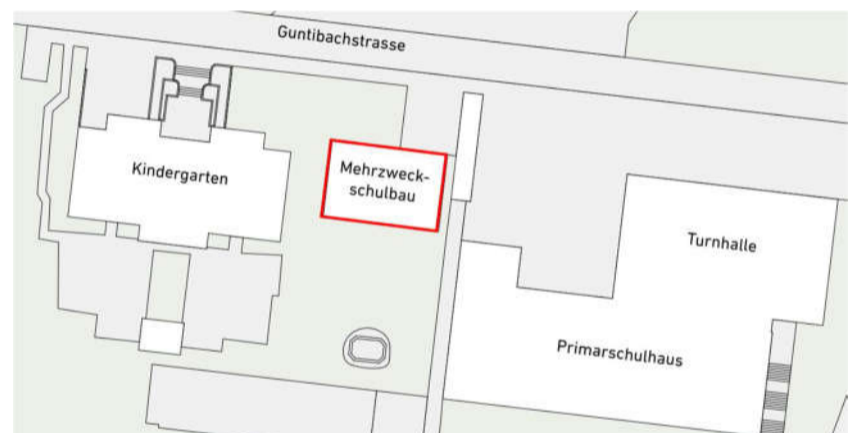 Guntibachstrasse
Kindergarten
Mehrzweck-
schulbau
Turnhalle
Primarschulhaus